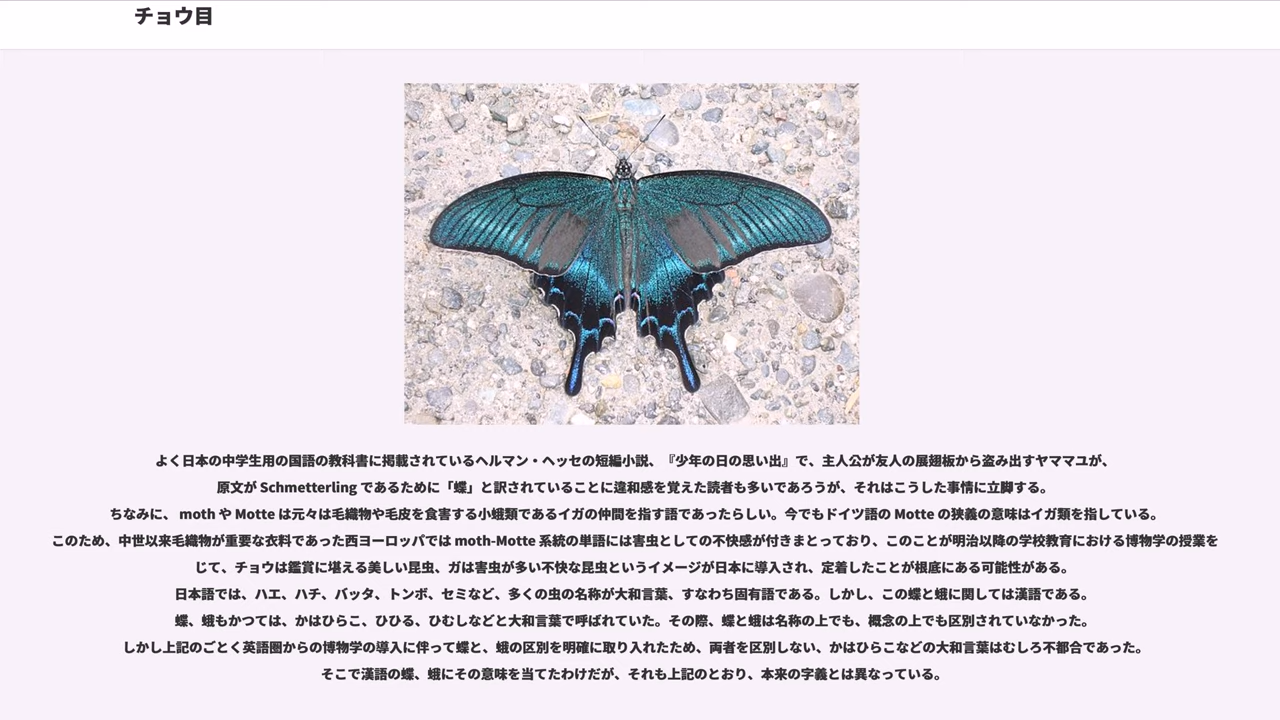 チョウ目
よく日本の中学生用の国語の教科書に掲載されているヘルマン・ヘッセの短編小説、『少年の日の思い出』で、主人公が友人の展翅板から盗み出すヤママユが、
原文が Schmetterling であるために「蝶」と訳されていることに違和感を覚えた読者も多いであろうが、それはこうした事情に立脚する。
ちなみに、 moth や Motte は元々は毛織物や毛皮を食害する小蛾類であるイガの仲間を指す語であったらしい。今でもドイツ語の Motte の狭義の意味はイガ類を指している。
このため、中世以来毛織物が重要な衣料であった西ヨーロッパでは moth-Motte 系統の単語には害虫としての不快感が付きまとっており、このことが明治以降の学校教育における博物学の授業を
じて、チョウは鑑賞に堪える美しい昆虫、ガは害虫が多い不快な昆虫というイメージが日本に導入され、定着したことが根底にある可能性がある。
日本語では、ハエ、ハチ、バッタ、トンボ、セミなど、多くの虫の名称が大和言葉、すなわち固有語である。しかし、この蝶と蛾に関しては漢語である。
蝶、蛾もかつては、かはひらこ、ひひる、ひむしなどと大和言葉で呼ばれていた。その際、蝶と蛾は名称の上でも、概念の上でも区別されていなかった。
しかし上記のごとく英語圏からの博物学の導入に伴って蝶と、蛾の区別を明確に取り入れたため、両者を区別しない、かはひらこなどの大和言葉はむしろ不都合であった。
そこで漢語の蝶、蛾にその意味を当てたわけだが、それも上記のとおり、本来の字義とは異なっている。